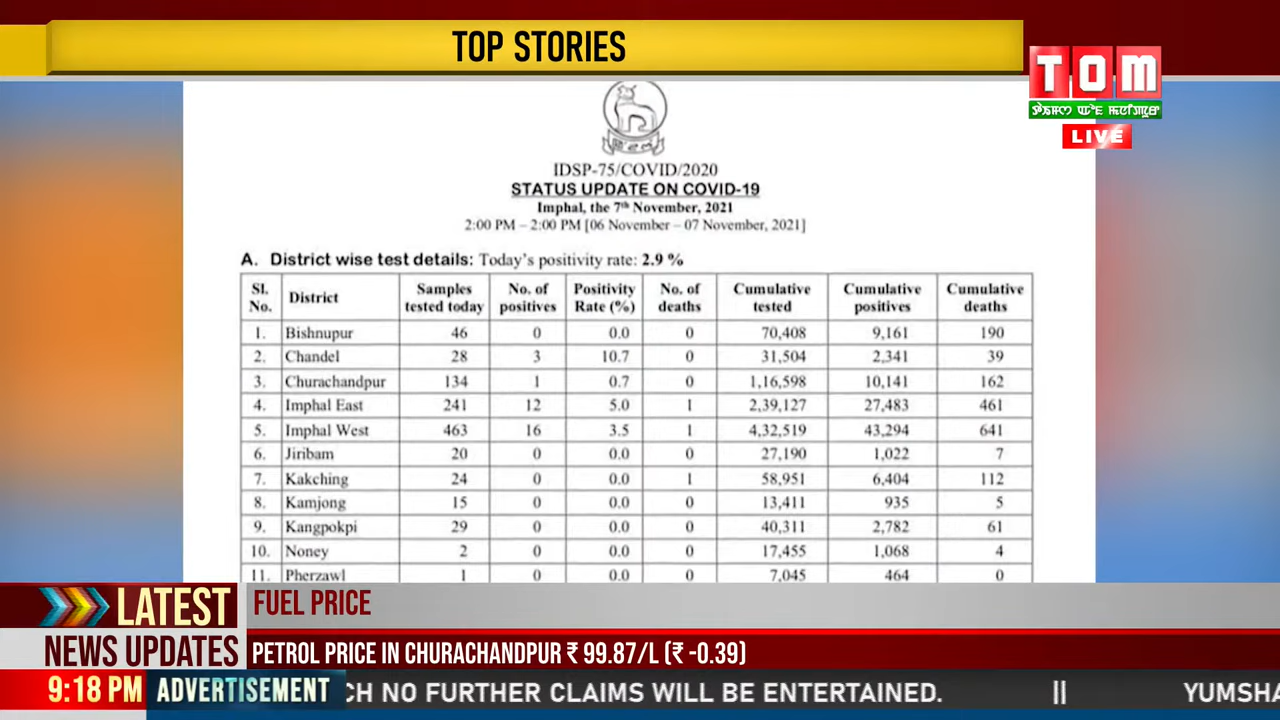 TOP STORIES
TOM
LIVE
IDSP-75/COVID/2020
STATUS UPDATE ON COVID-19
Imphal, the 7th November, 2021
2:00 PM – 2:00 PM [06 November – 07 November, 2021]
A. District wise test details: Today's positivity rate: 2.9 %
Sl. No. District Samples tested today No. of positives Positivity Rate (%) No. of deaths Cumulative tested Cumulative positives Cumulative deaths
1. Bishnupur 46 0 0.0 0 70,408 9,161 190
2. Chandel 28 3 10.7 0 31,504 2,341 39
3. Churachandpur 134 1 0.7 0 1,16,598 10,141 162
4. Imphal East 241 12 5.0 1 2,39,127 27,483 461
5. Imphal West 463 16 3.5 1 4,32,519 43,294 641
6. Jiribam 20 0 0.0 0 27,190 1,022 7
7. Kakching 24 0 0.0 1 58,951 6,404 112
8. Kamjong 15 0 0.0 0 13,411 935 5
9. Kangpokpi 29 0 0.0 0 40,311 2,782 61
10. Noney 2 0 0.0 0 17,455 1,068 4
11. Pherzawl 1 0 0.0 0 7,045 464 0
LATEST NEWS UPDATES
FUEL PRICE
PETROL PRICE IN CHURACHANDPUR ₹ 99.87/L (₹ -0.39)
9:18 PM ADVERTISEMENT CH NO FURTHER CLAIMS WILL BE ENTERTAINED. || YUMSHA